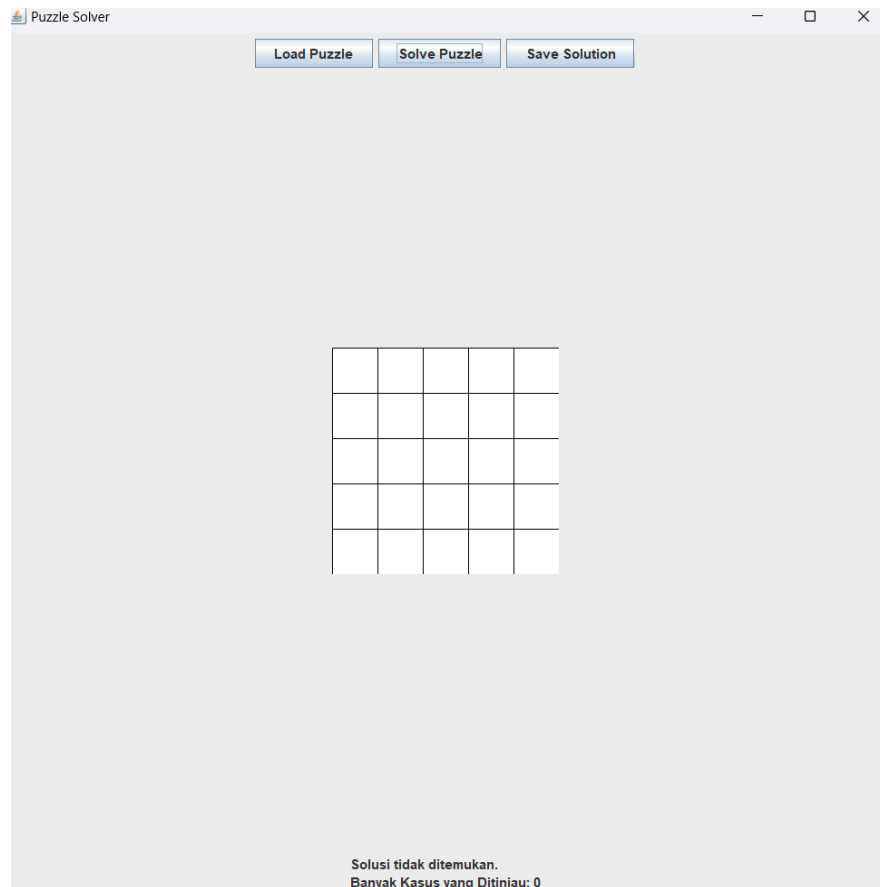 Puzzle Solver
Load Puzzle Solve Puzzle Save Solution
Solusi tidak ditemukan.
Banyak Kasus yang Ditinjau: 0